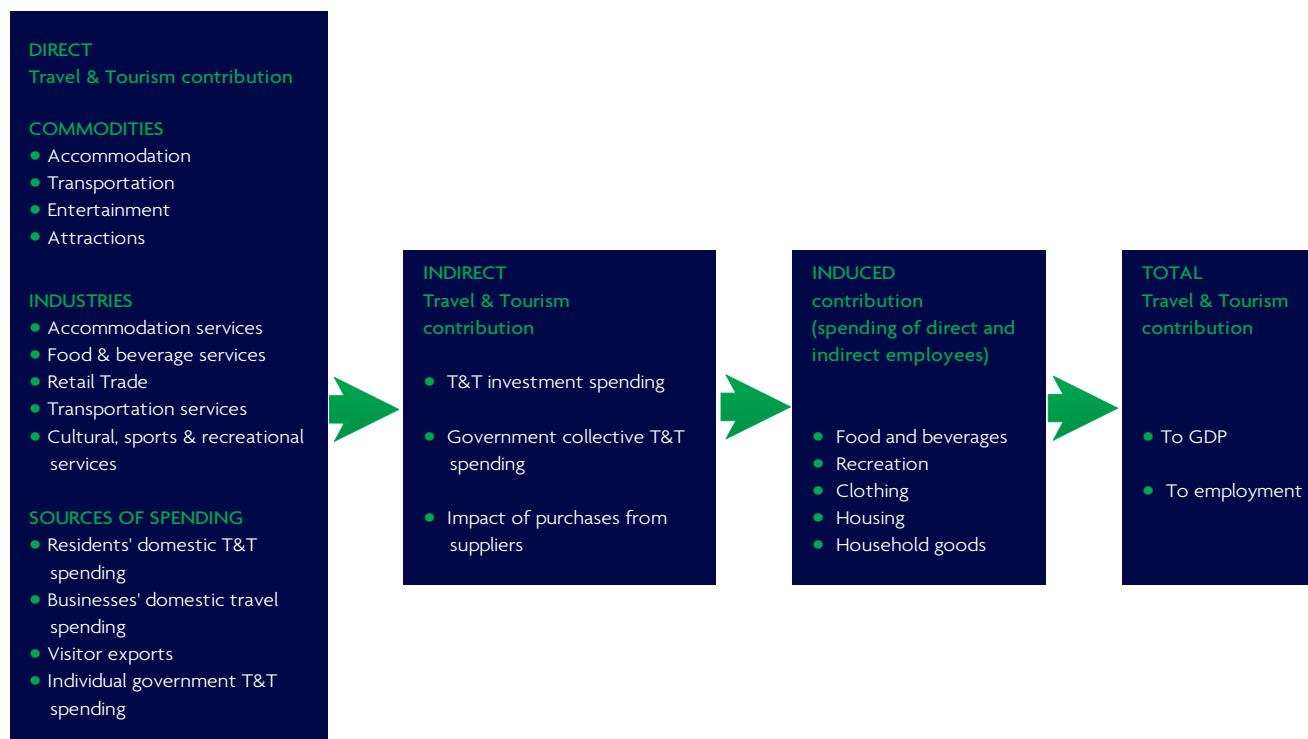 DIRECT
Travel & Tourism contribution
COMMODITIES
• Accommodation
• Transportation
• Entertainment
• Attractions
INDUSTRIES
• Accommodation services
• Food & beverage services
• Retail Trade
• Transportation services
• Cultural, sports & recreational
services
SOURCES OF SPENDING
• Residents' domestic T&T
spending
• Businesses' domestic travel
spending
• Visitor exports
• Individual government T&T
spending
INDIRECT
Travel & Tourism
contribution
• T&T investment spending
• Government collective T&T
spending
• Impact of purchases from
suppliers
INDUCED
contribution
(spending of direct and
indirect employees)
• Food and beverages
• Recreation
• Clothing
• Housing
• Household goods
TOTAL
Travel & Tourism
contribution
• To GDP
• To employment